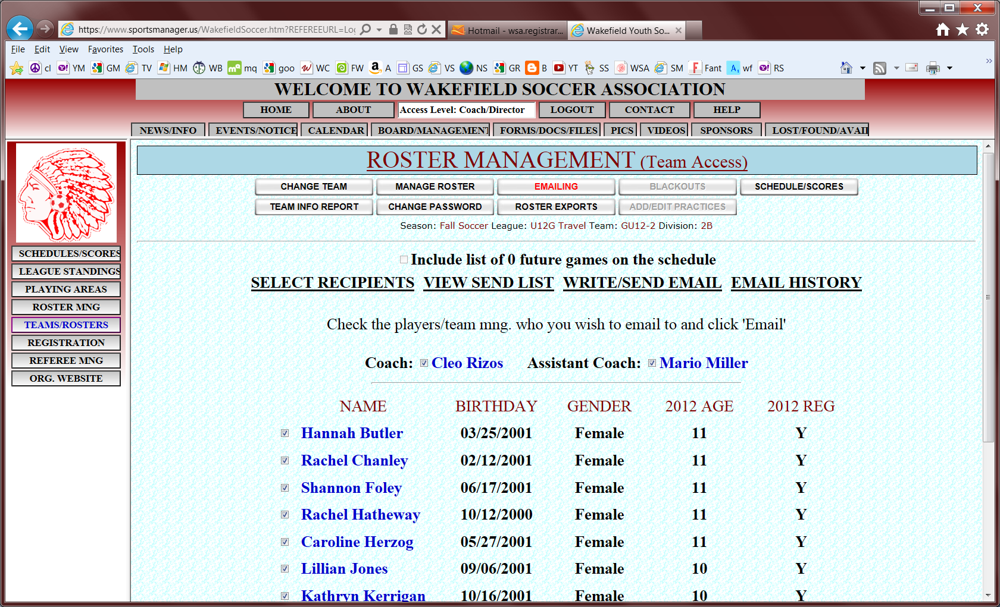 https://www.sportsmanager.us/WakefieldSoccer.htm?REFEREEURL=Log
Hotmail - wsa.registrar...
Wakefield Youth So...
File Edit View Favorites Tools Help
cl YM GM TV HM WB mq goo WC FW A GS VS NS GR B YT SS WSA SM Fant wf RS
WELCOME TO WAKEFIELD SOCCER ASSOCIATION
HOME ABOUT Access Level: Coach/Director LOGOUT CONTACT HELP
NEWS/INFO EVENTS/NOTICE CALENDAR BOARD/MANAGEMENT FORMS/DOCS/FILES PICS VIDEOS SPONSORS LOST/FOUND/AVAIL
SCHEDULES/SCORES
LEAGUE STANDINGS
PLAYING AREAS
ROSTER MNG
TEAMS/ROSTERS
REGISTRATION
REFEREE MNG
ORG. WEBSITE
ROSTER MANAGEMENT (Team Access)
CHANGE TEAM MANAGE ROSTER EMAILING BLACKOUTS SCHEDULE/SCORES
TEAM INFO REPORT CHANGE PASSWORD ROSTER EXPORTS ADD/EDIT PRACTICES
Season: Fall Soccer League: U12G Travel Team: GU12-2 Division: 2B
Include list of 0 future games on the schedule
SELECT RECIPIENTS VIEW SEND LIST WRITE/SEND EMAIL EMAIL HISTORY
Check the players/team mng. who you wish to email to and click 'Email'
Coach: Cleo Rizos Assistant Coach: Mario Miller
NAME BIRTHDAY GENDER 2012 AGE 2012 REG
Hannah Butler 03/25/2001 Female 11 Y
Rachel Chanley 02/12/2001 Female 11 Y
Shannon Foley 06/17/2001 Female 11 Y
Rachel Hatheway 10/12/2000 Female 11 Y
Caroline Herzog 05/27/2001 Female 11 Y
Lillian Jones 09/06/2001 Female 10 Y
Kathryn Kerrigan 10/16/2001 Female 10 Y